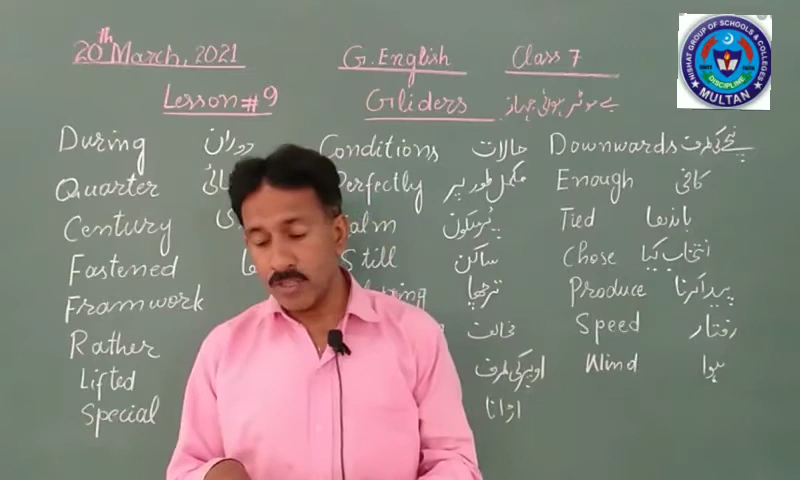 20th March, 2021 G. English Class 7
Lesson # 9 Gliders بے موٹر ہوائی جہاز
During دوران Conditions حالات Downwards نیچے کی طرف
Quarter Perfectly مکمل طور پر Enough کافی
Century پرسکون Tied باندھا
Fastened Still ساکن Chose انتخاب کیا
Framwork ترچھا Produce پیدا کرنا
Rather مخالف Speed رفتار
Lifted اوپر کی طرف Wind ہوا
Special اڑانا
NISHAT GROUP OF SCHOOLS & COLLEGES
DISCIPLINE
MULTAN